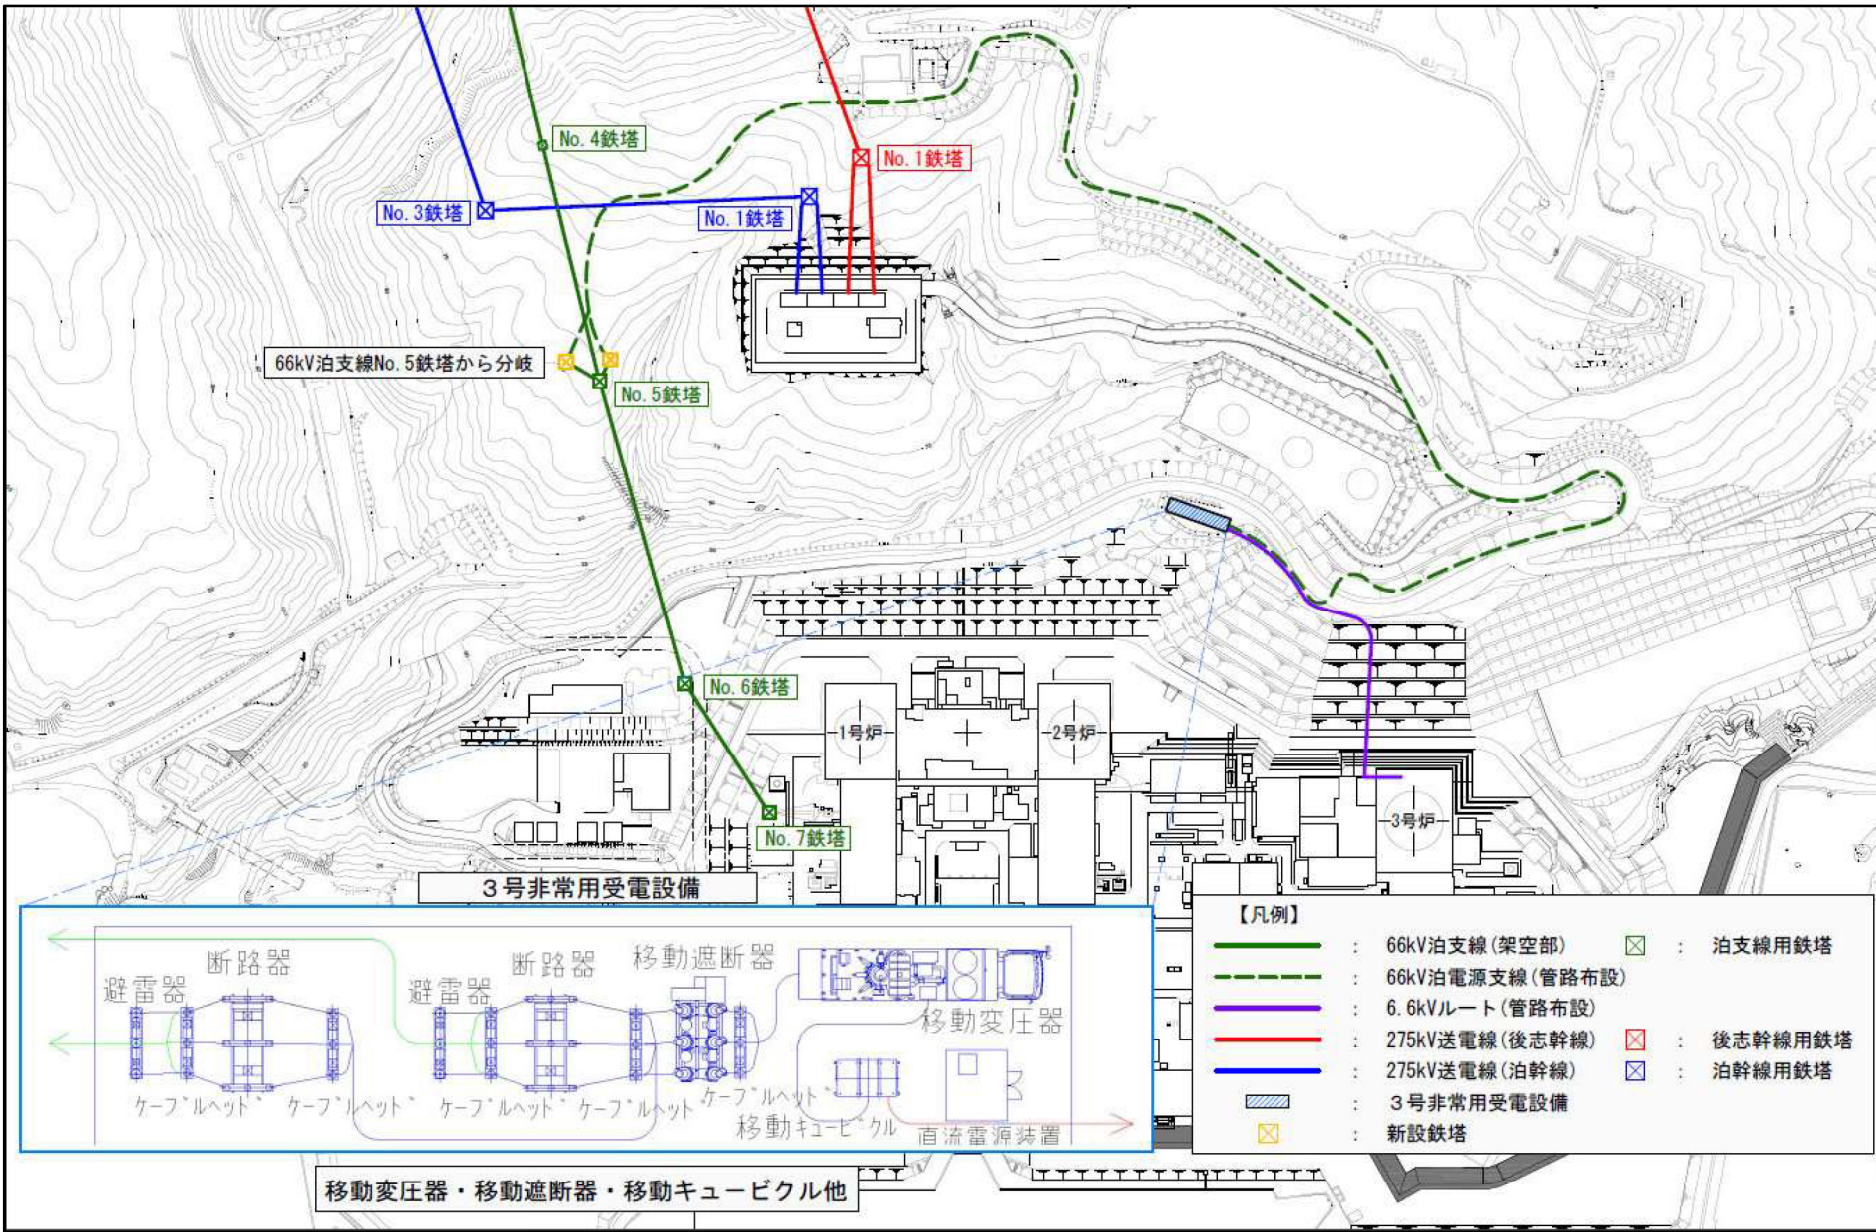 No.4鉄塔
No.1鉄塔
No.3鉄塔
No.1鉄塔
66kV泊支線No.5鉄塔から分岐
No.5鉄塔
No.6鉄塔
1号炉
2号炉
No.7鉄塔
3号炉
3号非常用受電設備
断路器
断路器
移動遮断器
避雷器
避雷器
移動変圧器
ケーブルヘッド
ケーブルヘッド
ケーブルヘッド
ケーブルヘッド
ケーブルヘッド
移動キュービクル
直流電源装置
移動変圧器・移動遮断器・移動キュービクル他
【凡例】
: 66kV泊支線(架空部) : 泊支線用鉄塔
: 66kV泊電源支線(管路布設)
: 6.6kVルート(管路布設)
: 275kV送電線(後志幹線) : 後志幹線用鉄塔
: 275kV送電線(泊幹線) : 泊幹線用鉄塔
: 3号非常用受電設備
: 新設鉄塔